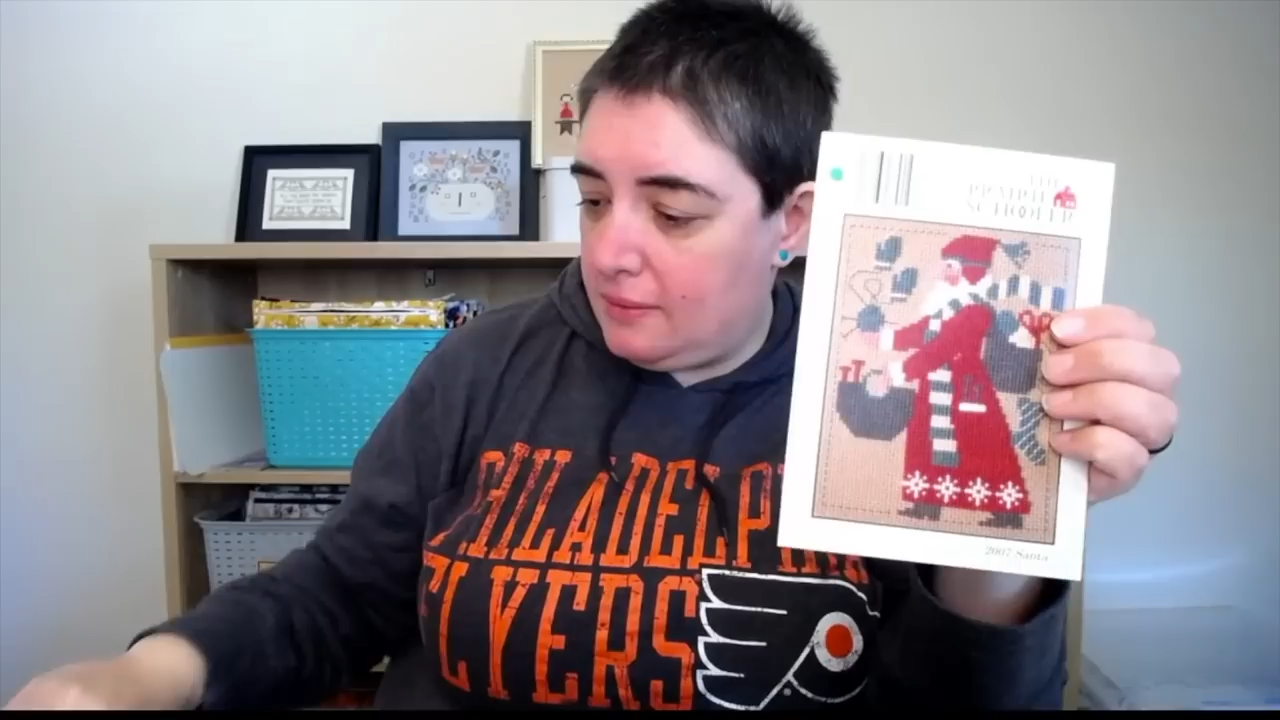 THE
PRAIRIE
SCHOOLER
2007 Santa
PHILADELPHIA
FLYERS